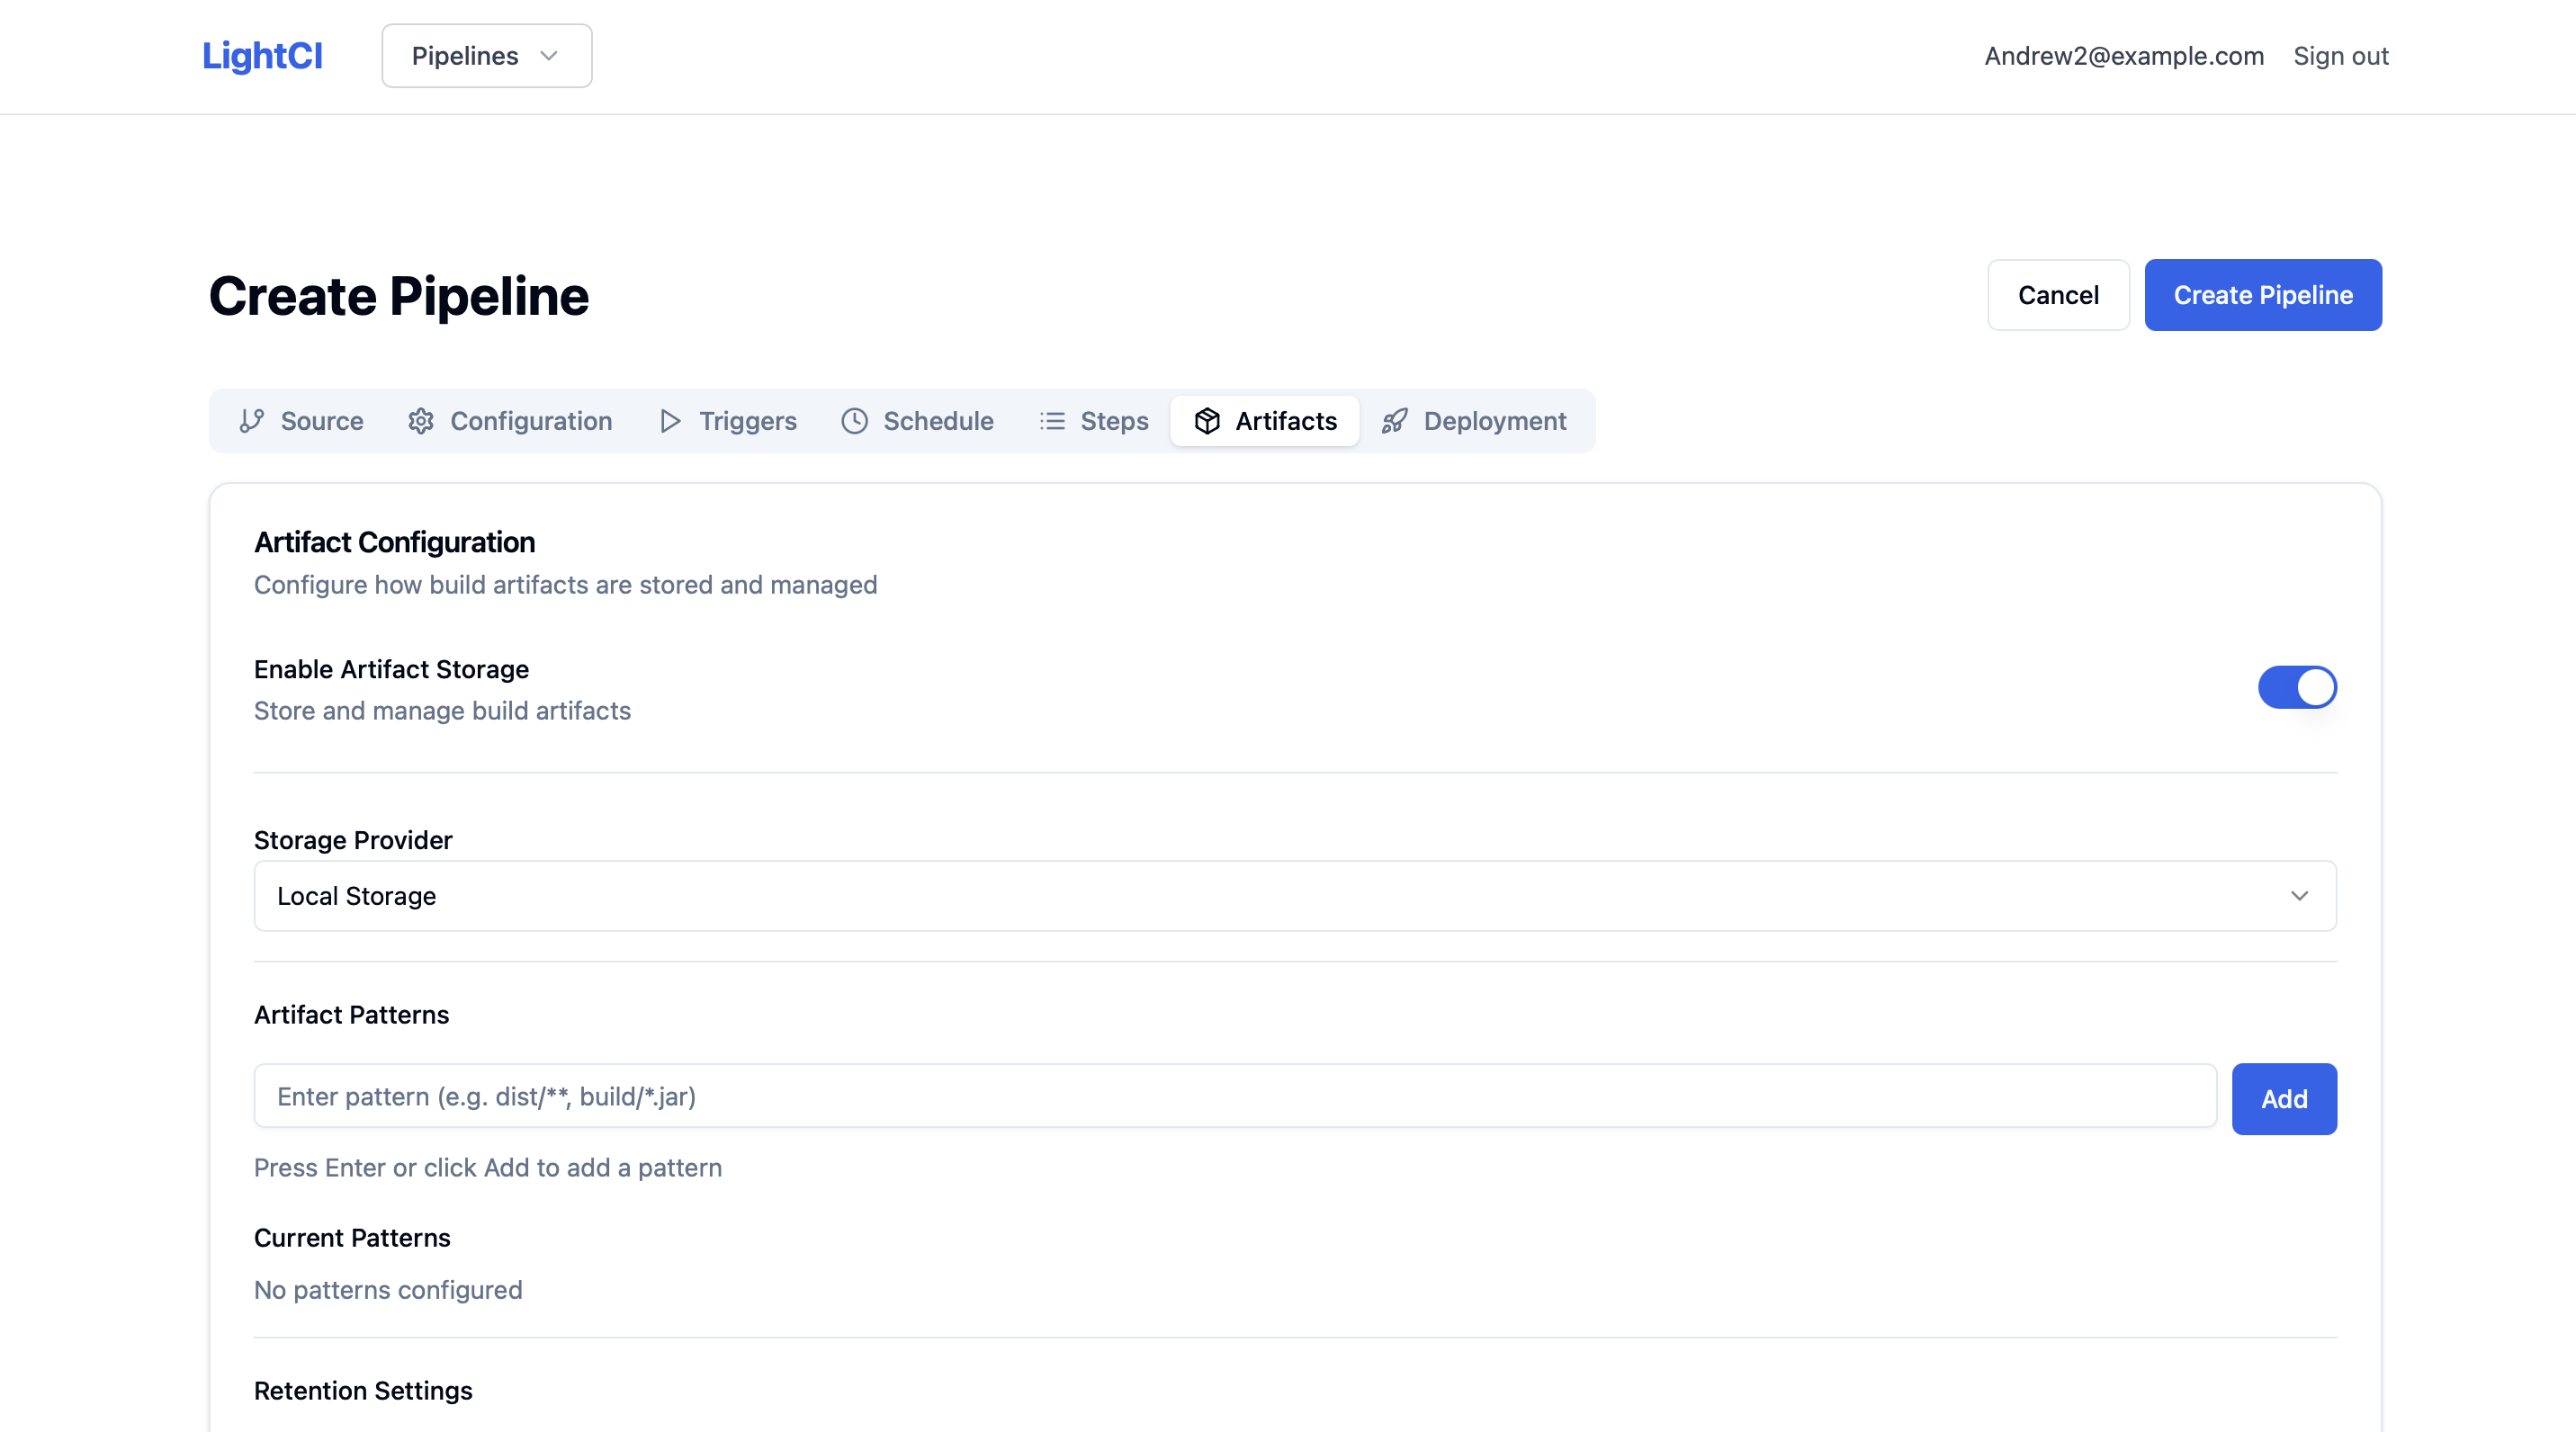 LightCI
Pipelines
Andrew2@example.com
Sign out
Create Pipeline
Cancel
Create Pipeline
Source
Configuration
Triggers
Schedule
Steps
Artifacts
Deployment
Artifact Configuration
Configure how build artifacts are stored and managed
Enable Artifact Storage
Store and manage build artifacts
Storage Provider
Local Storage
Artifact Patterns
Enter pattern (e.g. dist/**, build/*.jar)
Add
Press Enter or click Add to add a pattern
Current Patterns
No patterns configured
Retention Settings